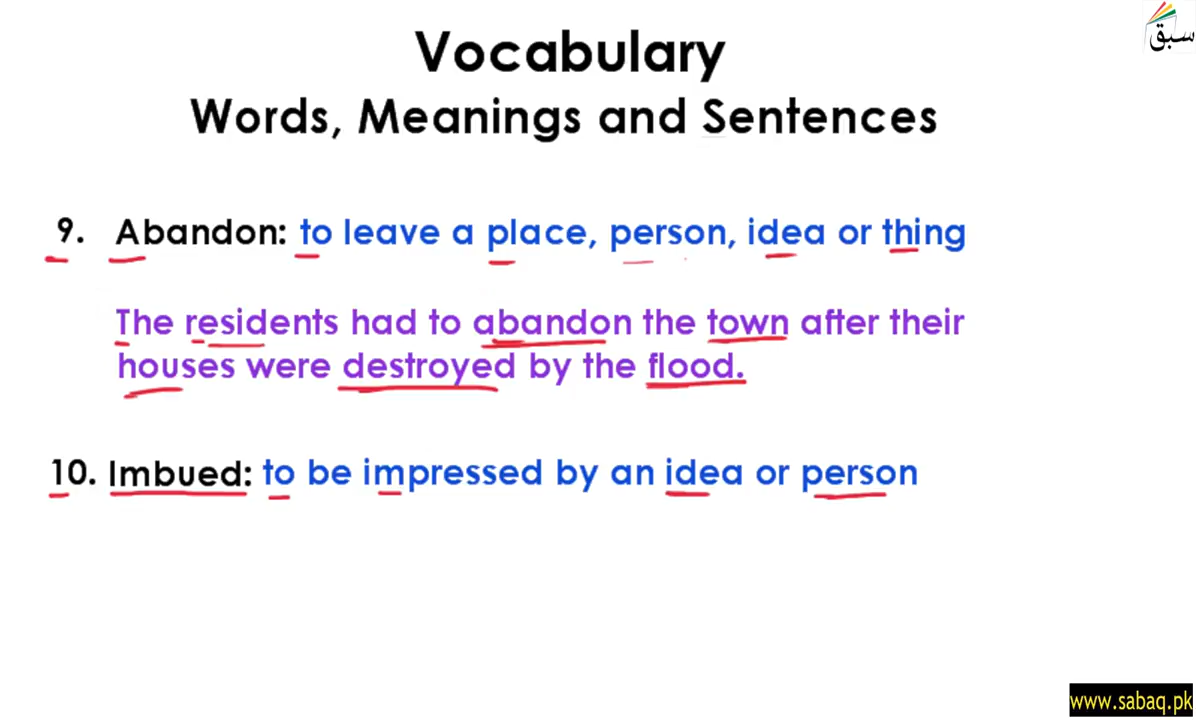 سبق
Vocabulary
Words, Meanings and Sentences
9. Abandon: to leave a place, person, idea or thing
The residents had to abandon the town after their
houses were destroyed by the flood.
10. Imbued: to be impressed by an idea or person
www.sabaq.pk